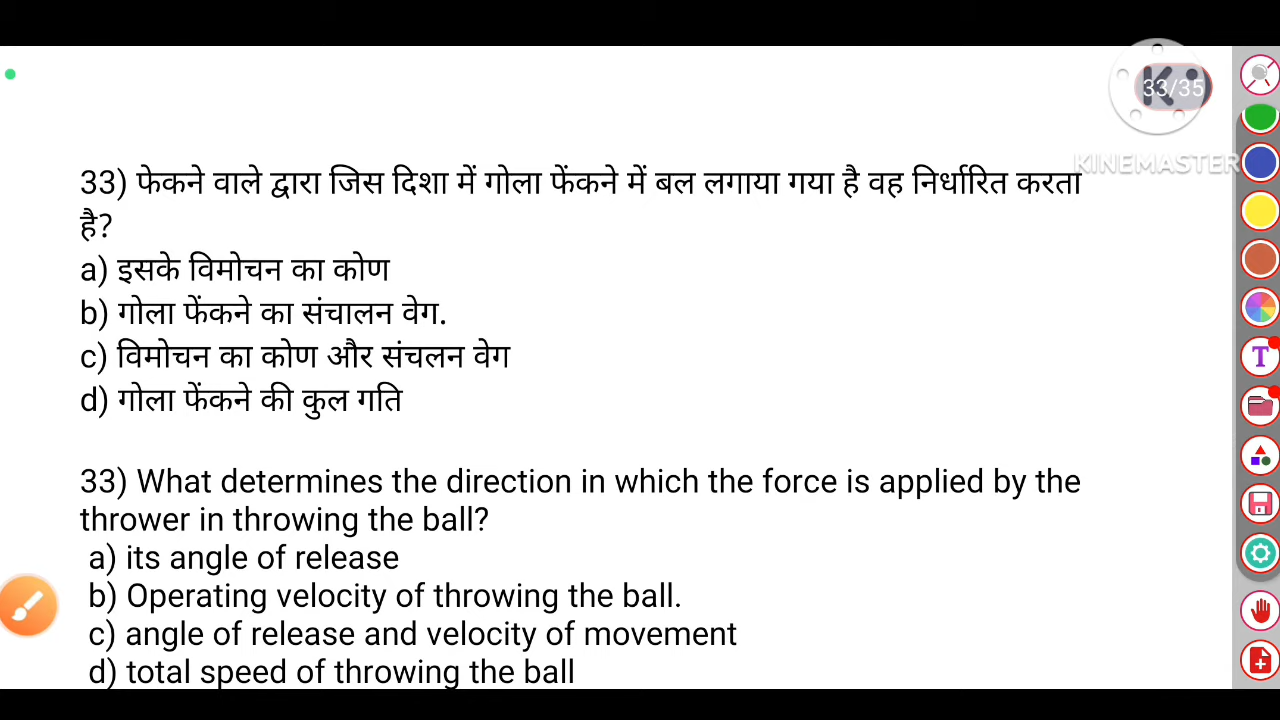 33/35
KINEMASTER
33) फेकने वाले द्वारा जिस दिशा में गोला फेंकने में बल लगाया गया है वह निर्धारित करता
है?
a) इसके विमोचन का कोण
b) गोला फेंकने का संचालन वेग.
c) विमोचन का कोण और संचलन वेग
d) गोला फेंकने की कुल गति
33) What determines the direction in which the force is applied by the
thrower in throwing the ball?
a) its angle of release
b) Operating velocity of throwing the ball.
c) angle of release and velocity of movement
d) total speed of throwing the ball
T